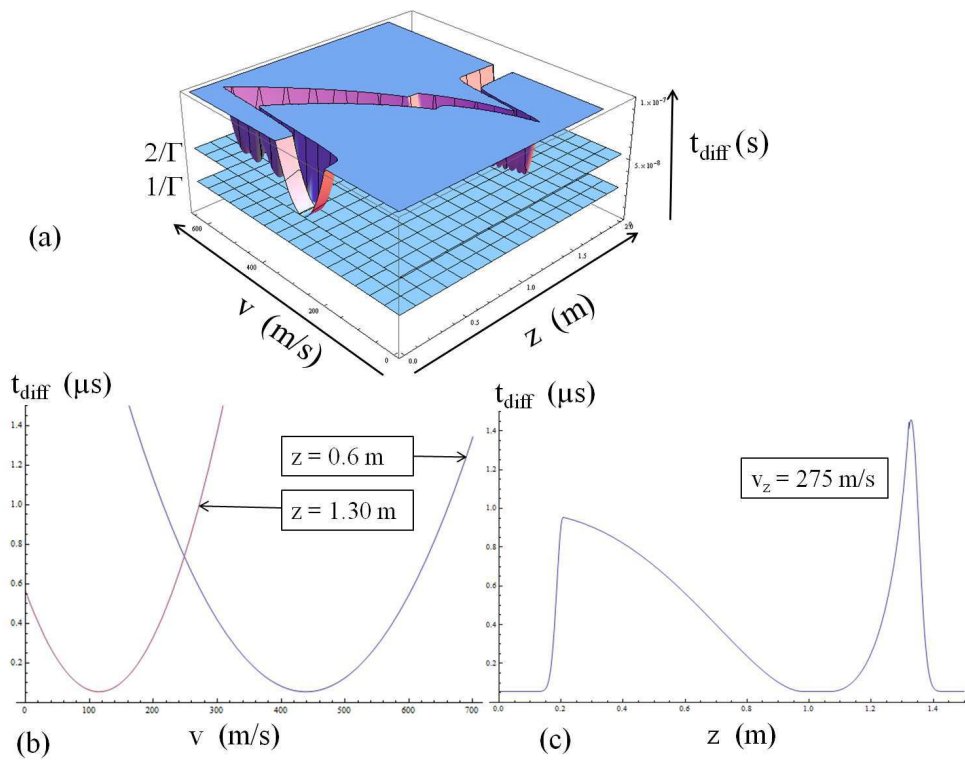 1.×10⁻⁷
t_diff (s)
2/Γ
5.×10⁻⁸
1/Γ
2.0
600
1.5
(a)
400
1.0
v (m/s)
200
0.5
z (m)
0
0.0
t_diff (µs)
1.4
1.2
z = 0.6 m
1.0
z = 1.30 m
0.8
0.6
0.4
0.2
0 100 200 300 400 500 600 700
(b)
v (m/s)
t_diff (µs)
1.4
1.2
v_z = 275 m/s
1.0
0.8
0.6
0.4
0.2
0.0 0.2 0.4 0.6 0.8 1.0 1.2 1.4
(c)
z (m)